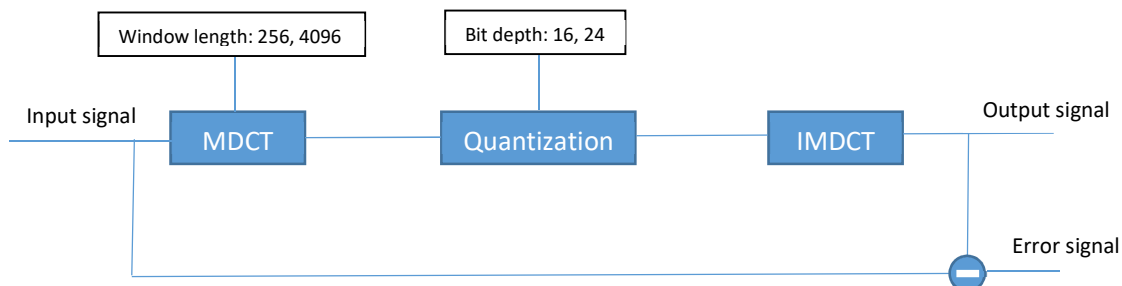 Window length: 256, 4096
Bit depth: 16, 24
Input signal
MDCT
Quantization
IMDCT
Output signal
Error signal